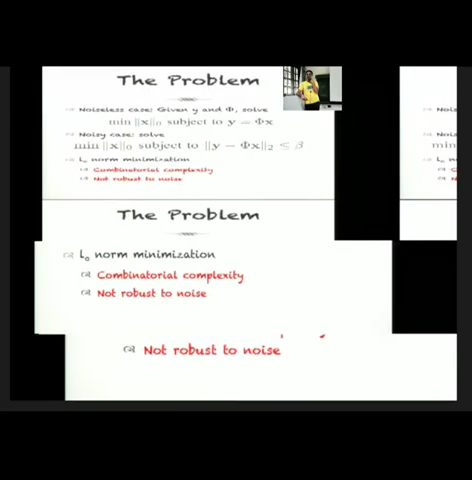 The Problem
Noiseless case: Given y and Φ, solve
min ||x||₀ subject to y = Φx
Noisy case: solve
min ||x||₀ subject to ||y − Φx||₂ ≤ β
l₀ norm minimization
Combinatorial complexity
Not robust to noise
The Problem
l₀ norm minimization
Combinatorial complexity
Not robust to noise
Not robust to noise